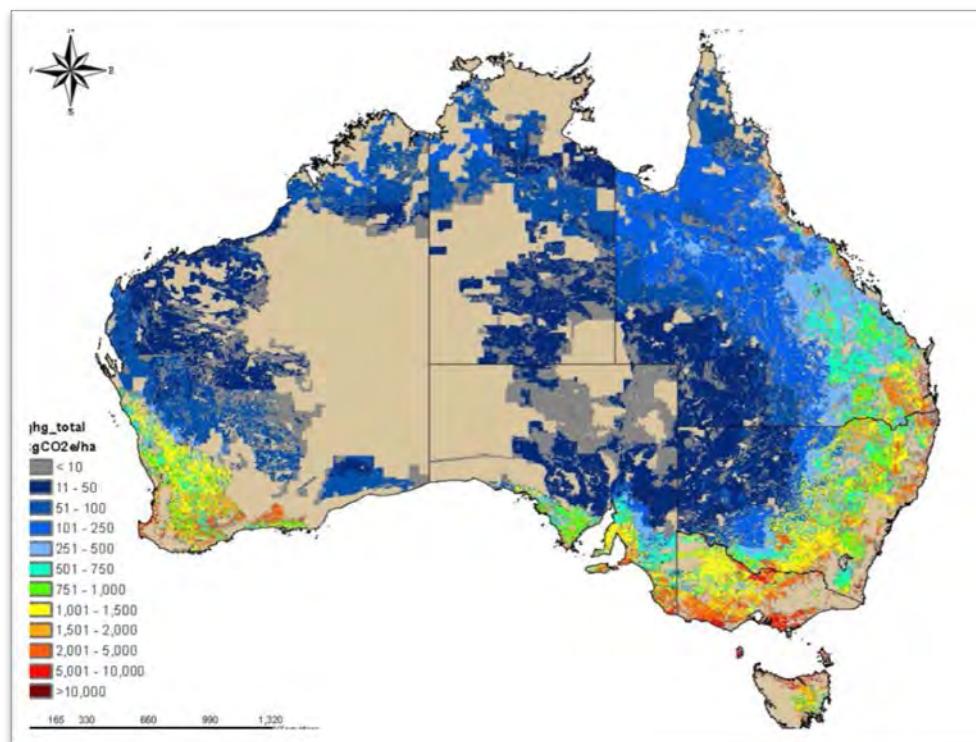 S
ghg_total
gCO2e/ha
< 10
11 - 50
51 - 100
101 - 250
251 - 500
501 - 750
751 - 1,000
1,001 - 1,500
1,501 - 2,000
2,001 - 5,000
5,001 - 10,000
>10,000
165 330 660 990 1,320